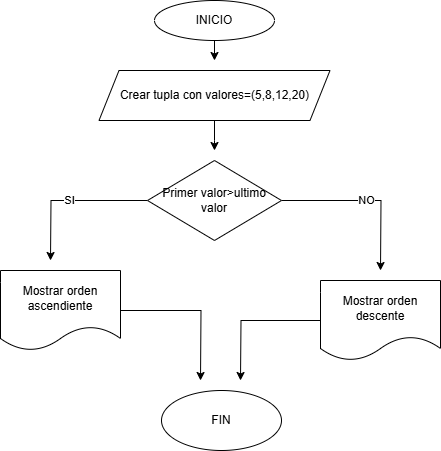 INICIO
Crear tupla con valores=(5,8,12,20)
Primer valor>ultimo
valor
SI
NO
Mostrar orden
ascendiente
Mostrar orden
descente
FIN